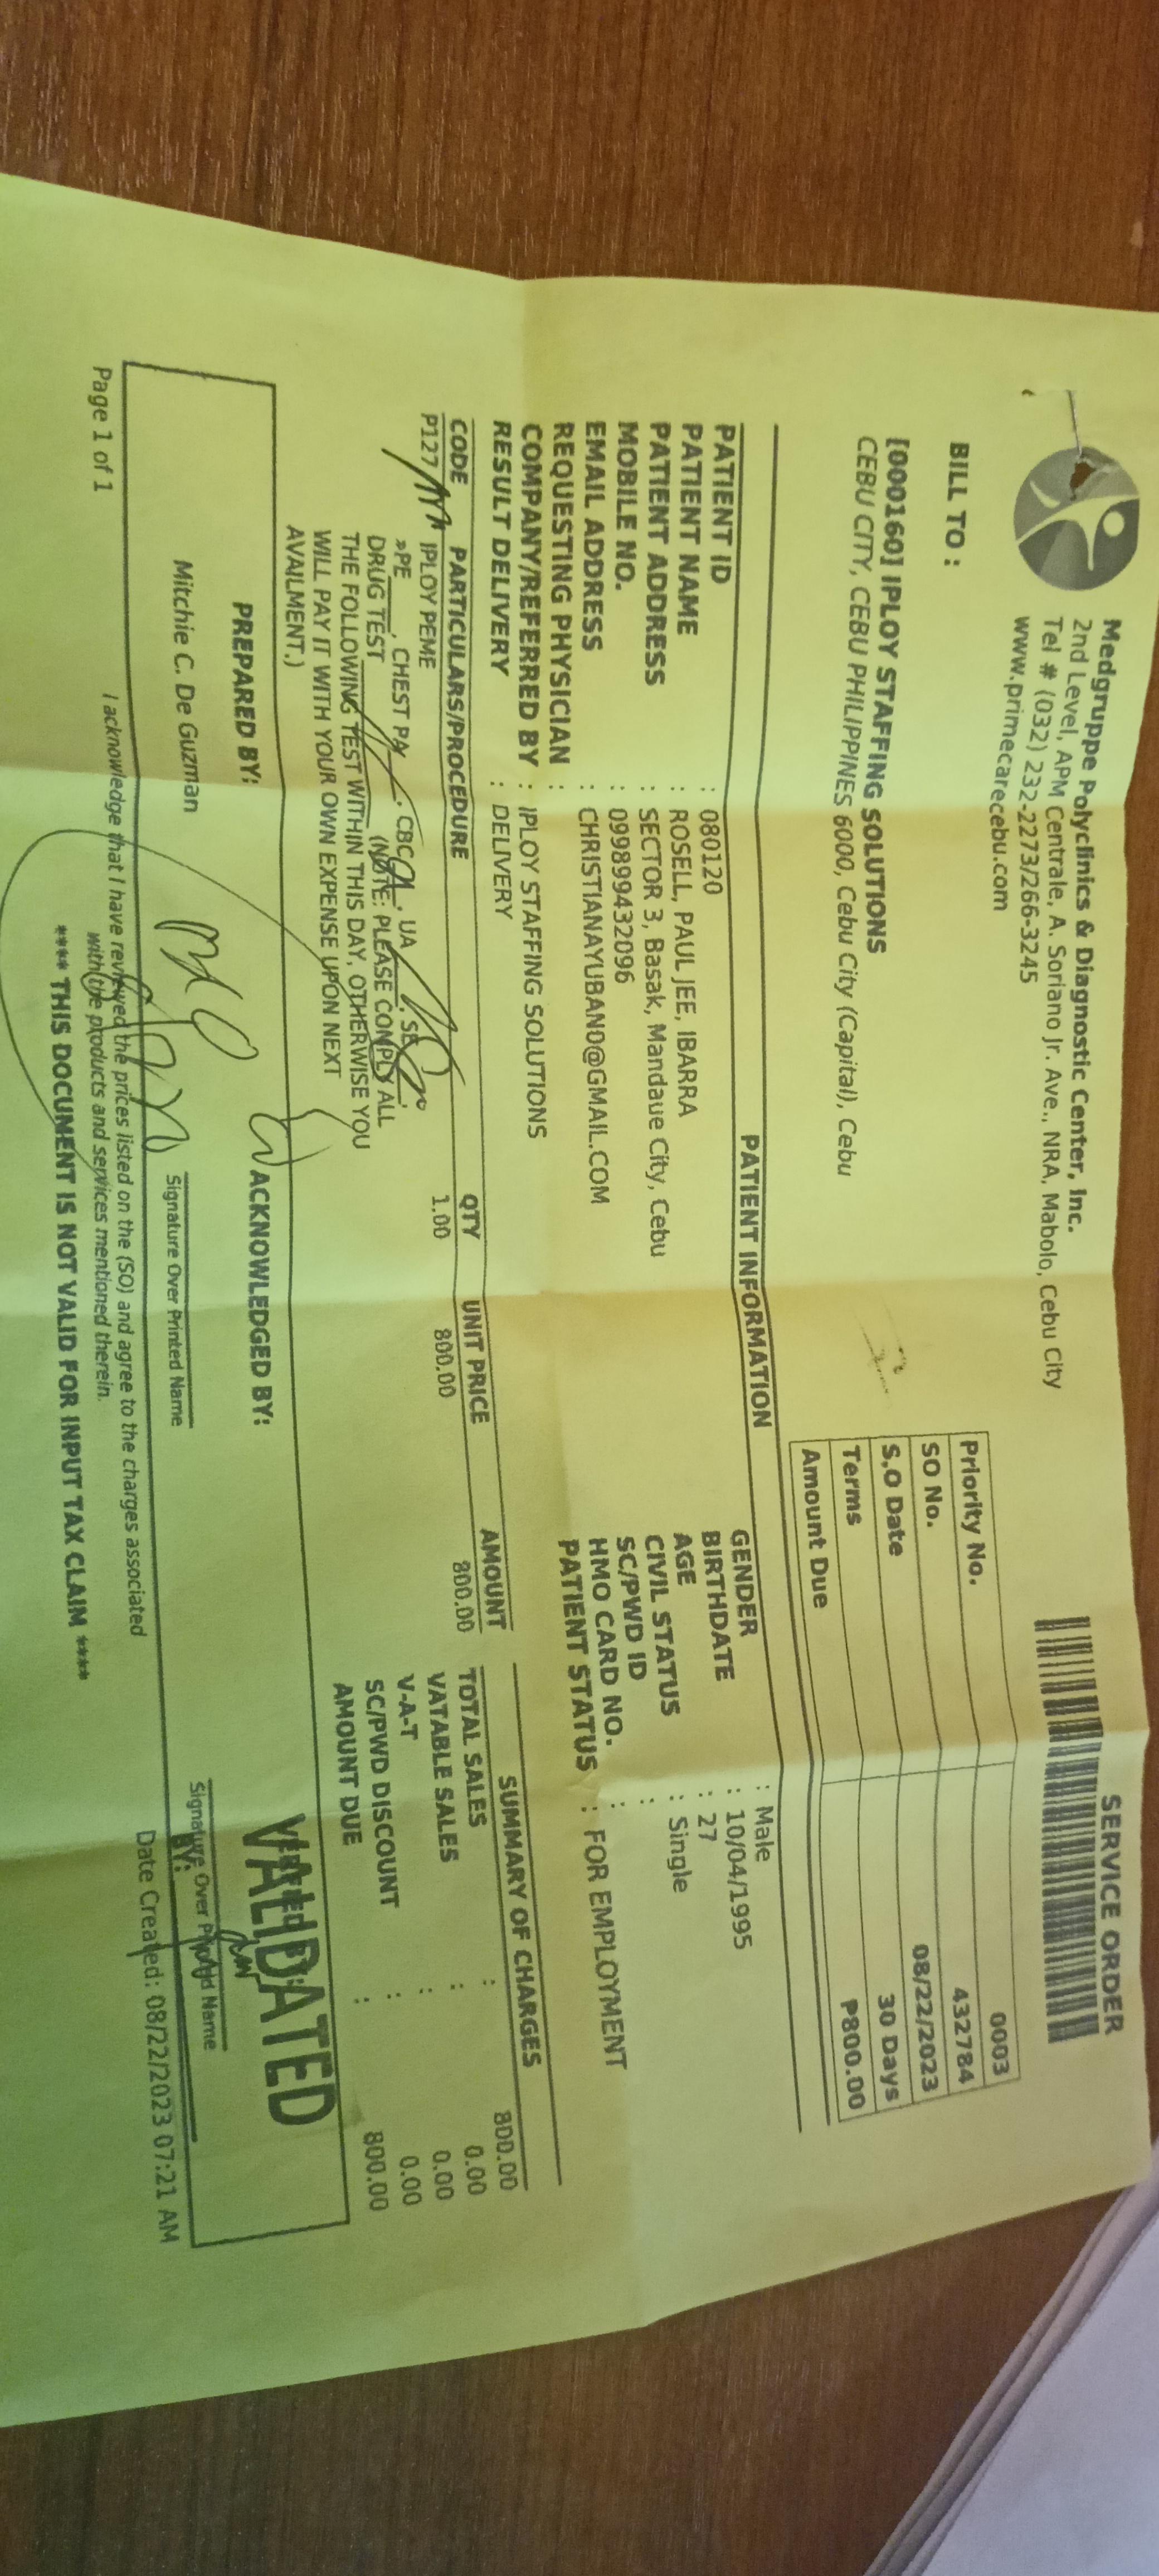 SERVICE ORDER
Medgruppe Polyclinics & Diagnostic Center, Inc.
2nd Level, APM Centrale, A. Soriano Jr. Ave., NRA, Mabolo, Cebu City
Tel # (032) 232-2273/266-3245
www.primecarecebu.com
BILL TO :
[000160] IPLOY STAFFING SOLUTIONS
CEBU CITY, CEBU PHILIPPINES 6000, Cebu City (Capital), Cebu
Priority No. 0003
SO No. 432784
S.O Date 08/22/2023
Terms 30 Days
Amount Due P800.00
PATIENT INFORMATION
PATIENT ID : 080120
PATIENT NAME : ROSELL, PAUL JEE, IBARRA
PATIENT ADDRESS : SECTOR 3, Basak, Mandaue City, Cebu
MOBILE NO. : 099899432096
EMAIL ADDRESS : CHRISTIANAYUBAN0@GMAIL.COM
REQUESTING PHYSICIAN :
COMPANY/REFERRED BY : IPLOY STAFFING SOLUTIONS
RESULT DELIVERY : DELIVERY
GENDER : Male
BIRTHDATE : 10/04/1995
AGE : 27
CIVIL STATUS : Single
SC/PWD ID :
HMO CARD NO. :
PATIENT STATUS : FOR EMPLOYMENT
CODE PARTICULARS/PROCEDURE QTY UNIT PRICE AMOUNT
P127 IPLOY PEME 1.00 800.00 800.00
»PE____, CHEST PA____, CBC____, UA____, SE____,
DRUG TEST________ (NOTE: PLEASE COMPLY ALL
THE FOLLOWING TEST WITHIN THIS DAY, OTHERWISE YOU
WILL PAY IT WITH YOUR OWN EXPENSE UPON NEXT
AVAILMENT.)
SUMMARY OF CHARGES
TOTAL SALES : 800.00
VATABLE SALES : 0.00
V-A-T : 0.00
SC/PWD DISCOUNT : 0.00
AMOUNT DUE : 800.00
PREPARED BY:
Mitchie C. De Guzman
Signature Over Printed Name
ACKNOWLEDGED BY:
VALIDATED
BY:
Signature Over Printed Name
I acknowledge that I have reviewed the prices listed on the (SO) and agree to the charges associated
with the products and services mentioned therein.
**** THIS DOCUMENT IS NOT VALID FOR INPUT TAX CLAIM ****
Page 1 of 1
Date Created: 08/22/2023 07:21 AM